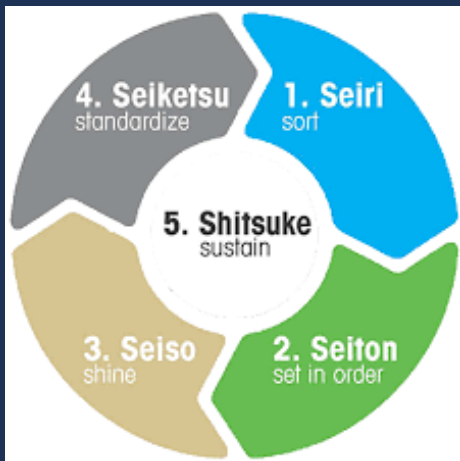 1. Seiri
sort
2. Seiton
set in order
3. Seiso
shine
4. Seiketsu
standardize
5. Shitsuke
sustain